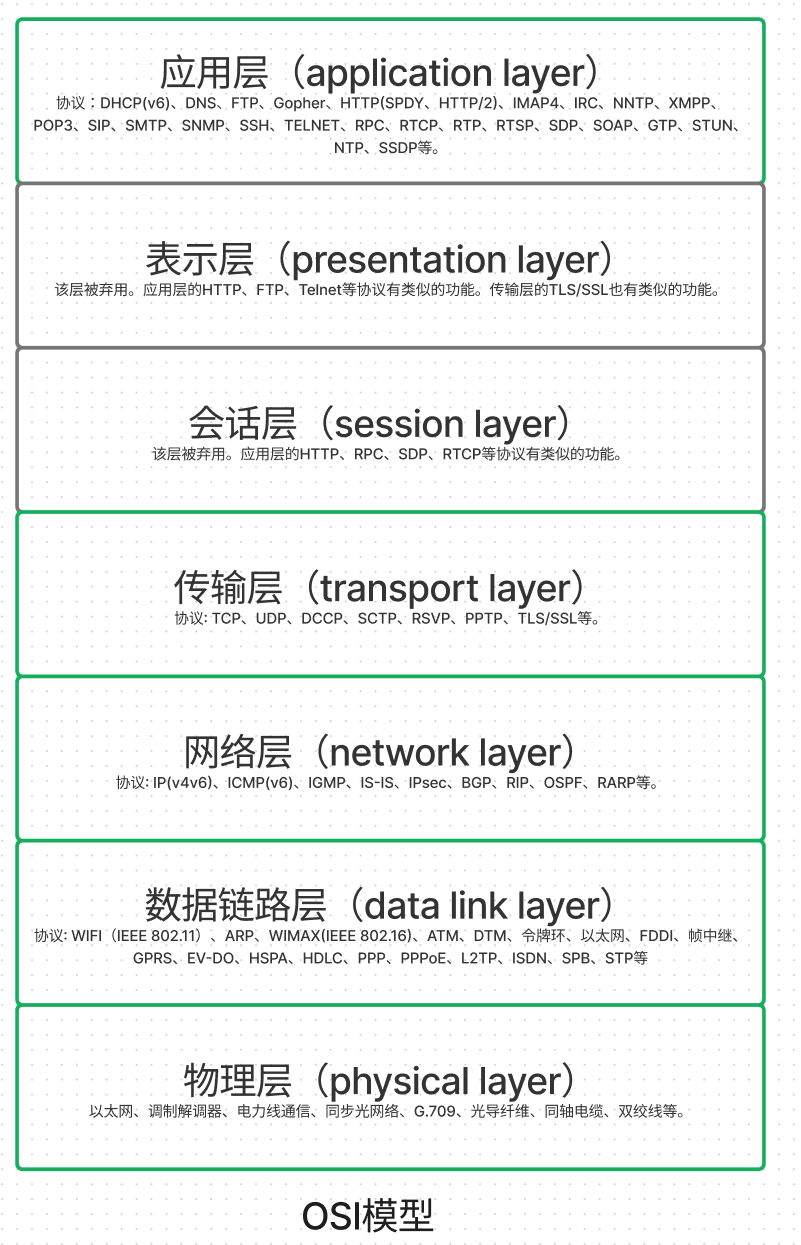 应用层（application layer）
协议：DHCP(v6)、DNS、FTP、Gopher、HTTP(SPDY、HTTP/2)、IMAP4、IRC、NNTP、XMPP、
POP3、SIP、SMTP、SNMP、SSH、TELNET、RPC、RTCP、RTP、RTSP、SDP、SOAP、GTP、STUN、
NTP、SSDP等。
表示层（presentation layer）
该层被弃用。应用层的HTTP、FTP、Telnet等协议有类似的功能。传输层的TLS/SSL也有类似的功能。
会话层（session layer）
该层被弃用。应用层的HTTP、RPC、SDP、RTCP等协议有类似的功能。
传输层（transport layer）
协议: TCP、UDP、DCCP、SCTP、RSVP、PPTP、TLS/SSL等。
网络层（network layer）
协议: IP(v4v6)、ICMP(v6)、IGMP、IS-IS、IPsec、BGP、RIP、OSPF、RARP等。
数据链路层（data link layer）
协议: WIFI（IEEE 802.11）、ARP、WIMAX(IEEE 802.16)、ATM、DTM、令牌环、以太网、FDDI、帧中继、
GPRS、EV-DO、HSPA、HDLC、PPP、PPPoE、L2TP、ISDN、SPB、STP等
物理层（physical layer）
以太网、调制解调器、电力线通信、同步光网络、G.709、光导纤维、同轴电缆、双绞线等。
OSI模型